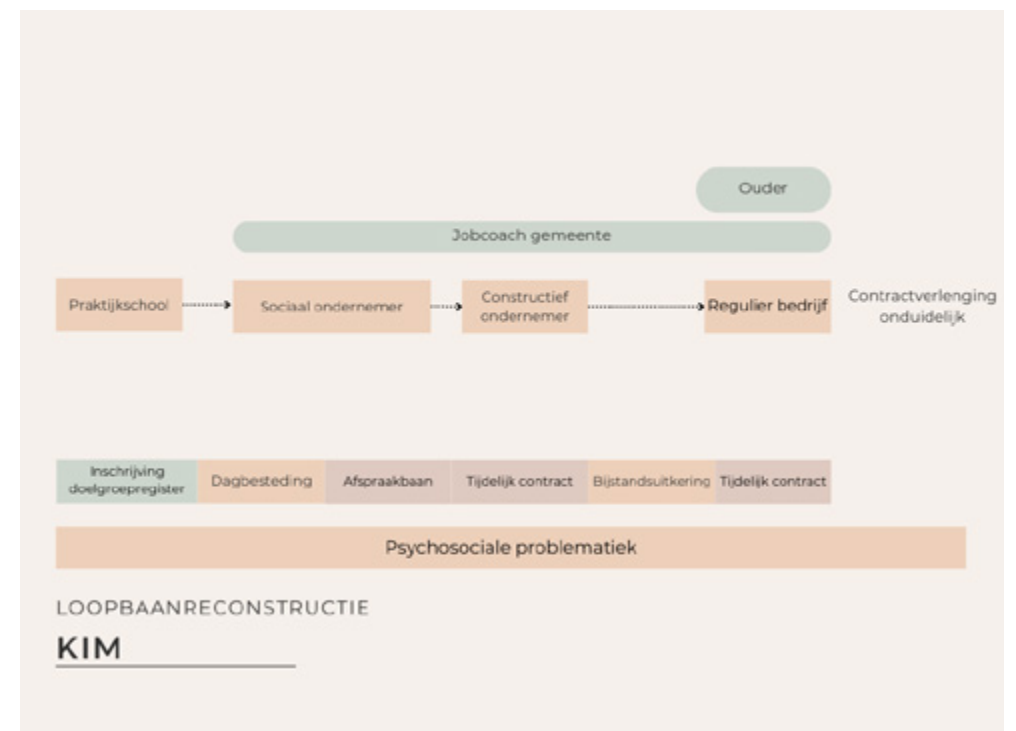 Ouder
Jobcoach gemeente
Praktijkschool
Sociaal ondernemer
Constructief
ondernemer
Regulier bedrijf
Contractverlenging
onduidelijk
Inschrijving
doelgroepregister
Dagbesteding
Afspraakbaan
Tijdelijk contract
Bijstandsuitkering
Tijdelijk contract
Psychosociale problematiek
LOOPBAANRECONSTRUCTIE
KIM